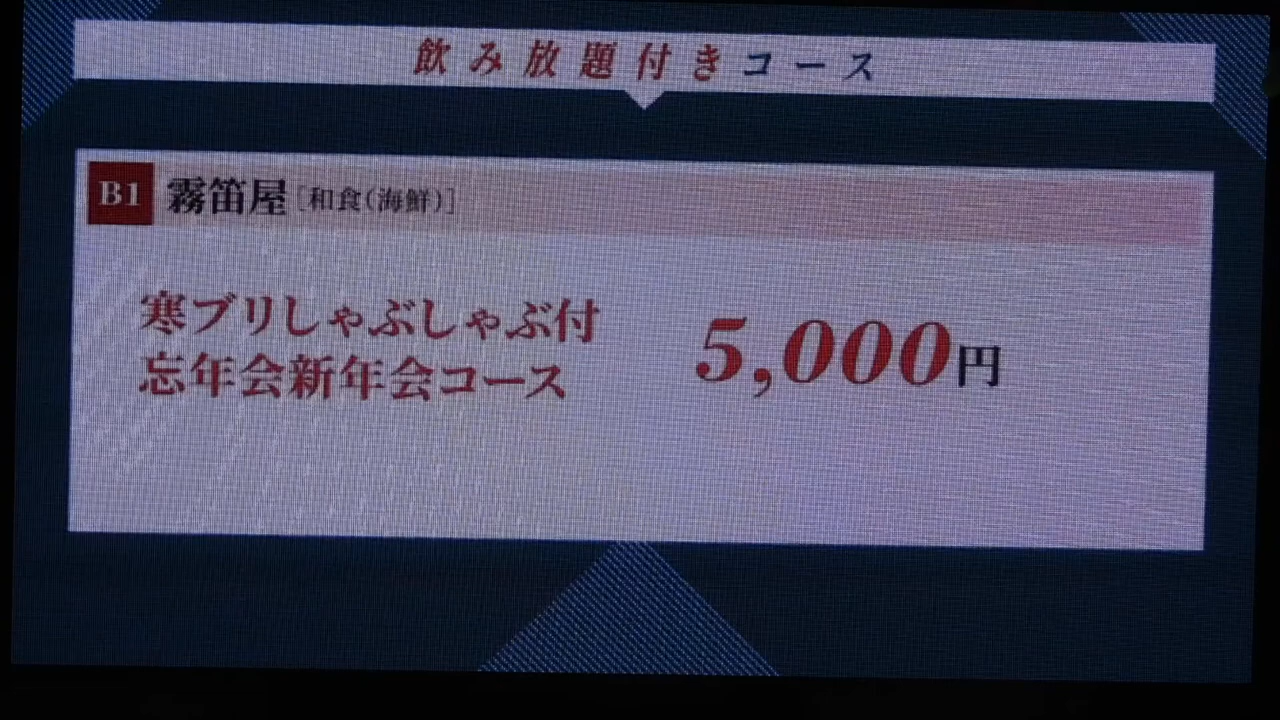 飲み放題付きコース
B1 霧笛屋[和食(海鮮)]
寒ブリしゃぶしゃぶ付
忘年会新年会コース
5,000円